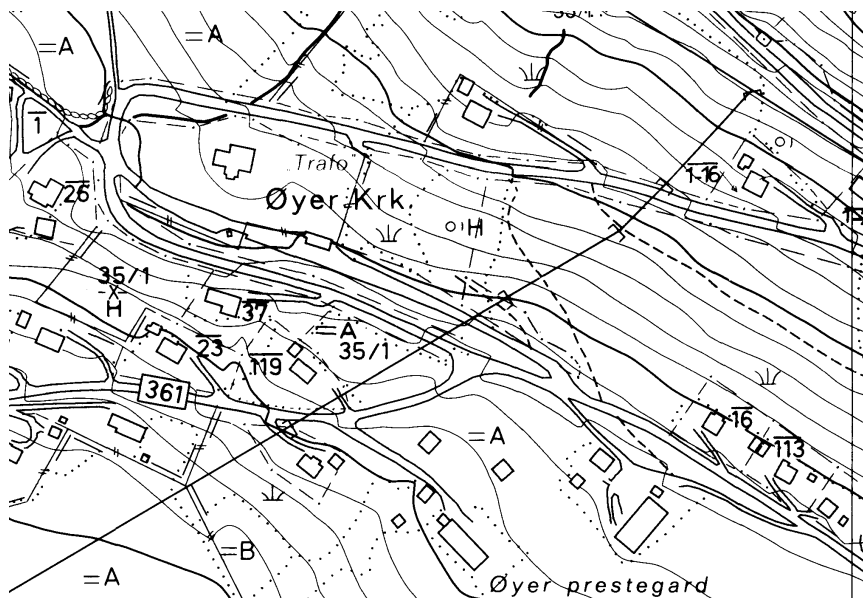 =A
=A
1
Trafo
1-16
26
Øyer Krk.
H
35/1
H
37
=A
23
119
35/1
361
16
=A
113
=B
=A
Øyer prestegard